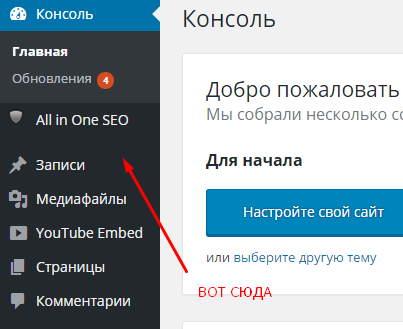 Консоль
Главная
Обновления 4
All in One SEO
Записи
Медиафайлы
YouTube Embed
Страницы
Комментарии
Консоль
Добро пожаловать
Мы собрали несколько
Для начала
Настройте свой сайт
или выберите другую тему
ВОТ СЮДА